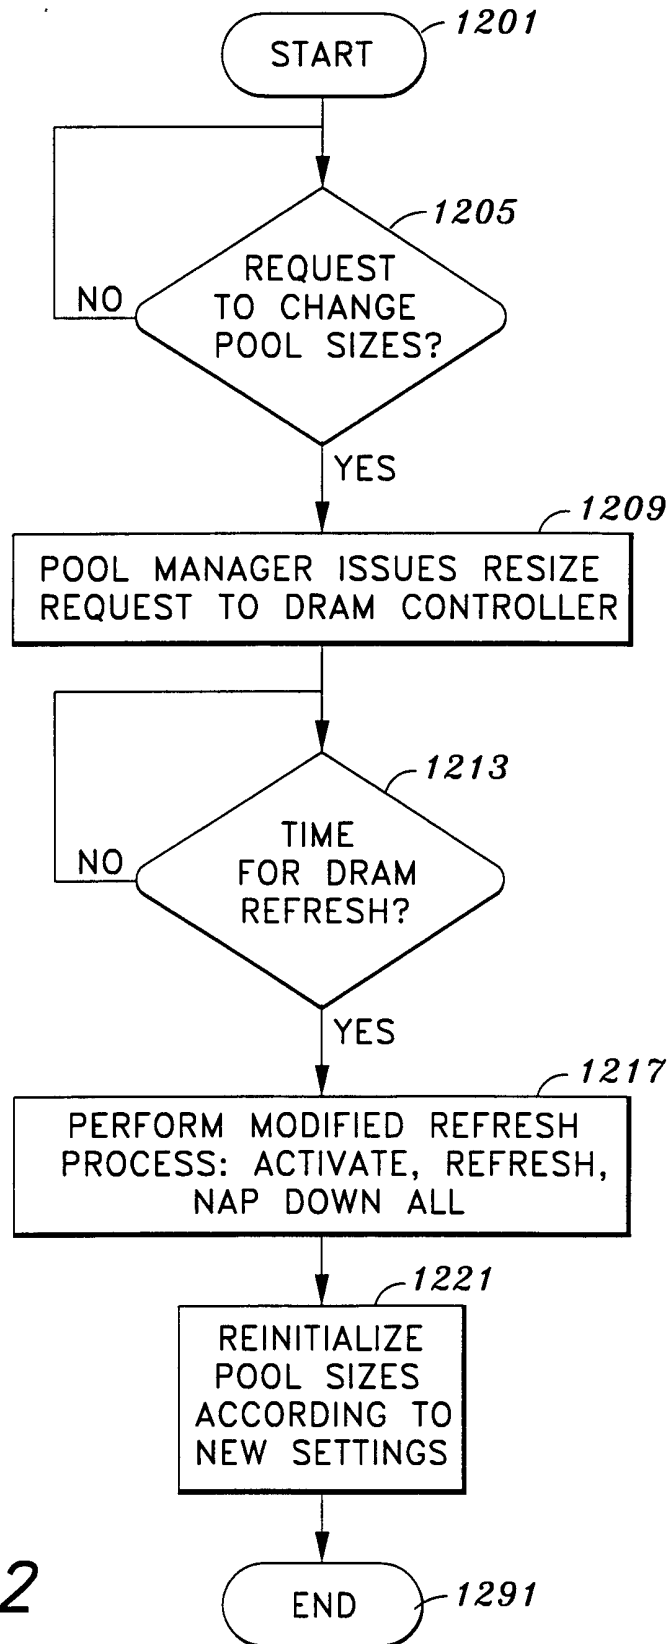 START
1201
REQUEST
TO CHANGE
POOL SIZES?
1205
NO
YES
1209
POOL MANAGER ISSUES RESIZE
REQUEST TO DRAM CONTROLLER
1213
TIME
FOR DRAM
REFRESH?
NO
YES
1217
PERFORM MODIFIED REFRESH
PROCESS: ACTIVATE, REFRESH,
NAP DOWN ALL
1221
REINITIALIZE
POOL SIZES
ACCORDING TO
NEW SETTINGS
2
END
1291